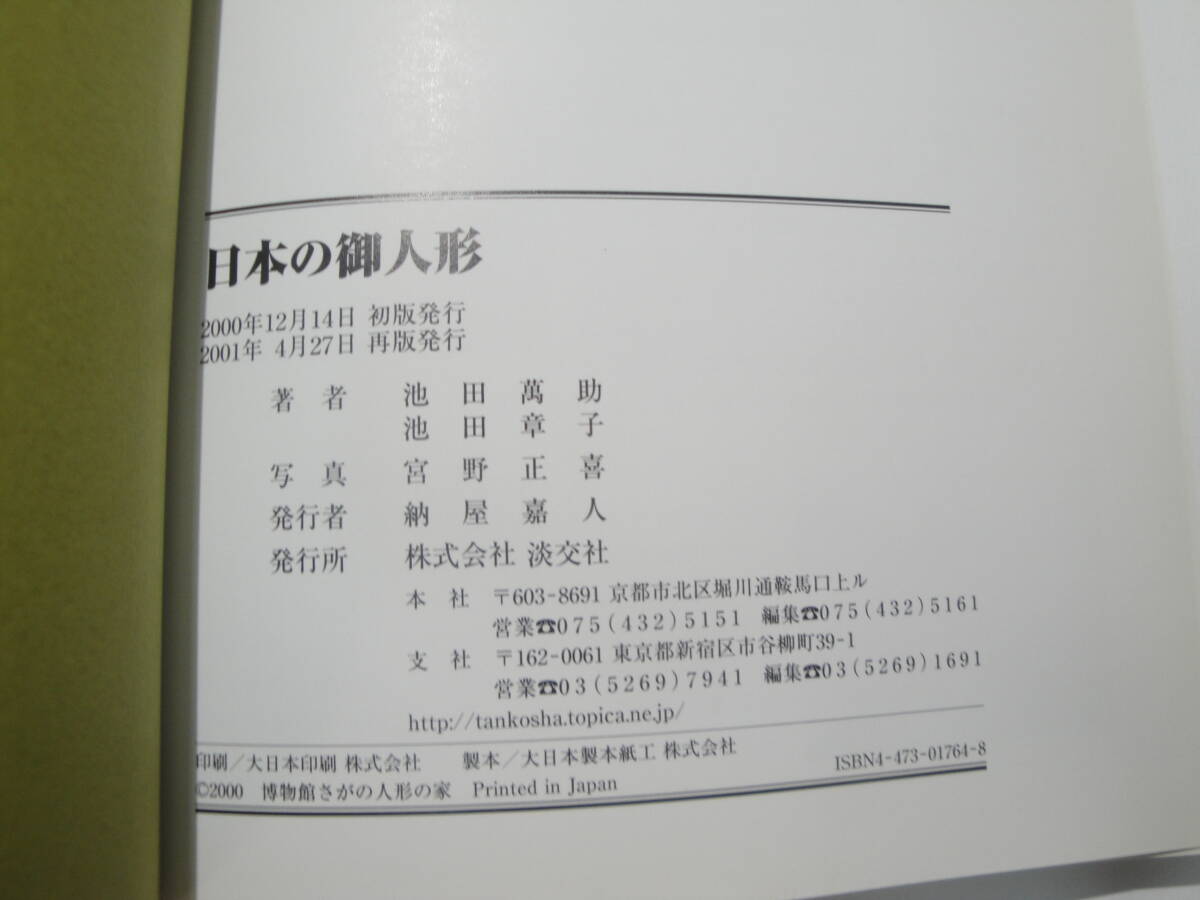 日本の御人形
2000年12月14日 初版発行
2001年 4月27日 再版発行
著者 池田萬助
池田章子
写真 宮野正喜
発行者 納屋嘉人
発行所 株式会社 淡交社
本社 〒603-8691 京都市北区堀川通鞍馬口上ル
営業☎075(432)5151 編集☎075(432)5161
支社 〒162-0061 東京都新宿区市谷柳町39-1
営業☎03(5269)7941 編集☎03(5269)1691
http://tankosha.topica.ne.jp/
印刷/大日本印刷 株式会社 製本/大日本製本紙工 株式会社
©2000 博物館さがの人形の家 Printed in Japan ISBN4-473-01764-8